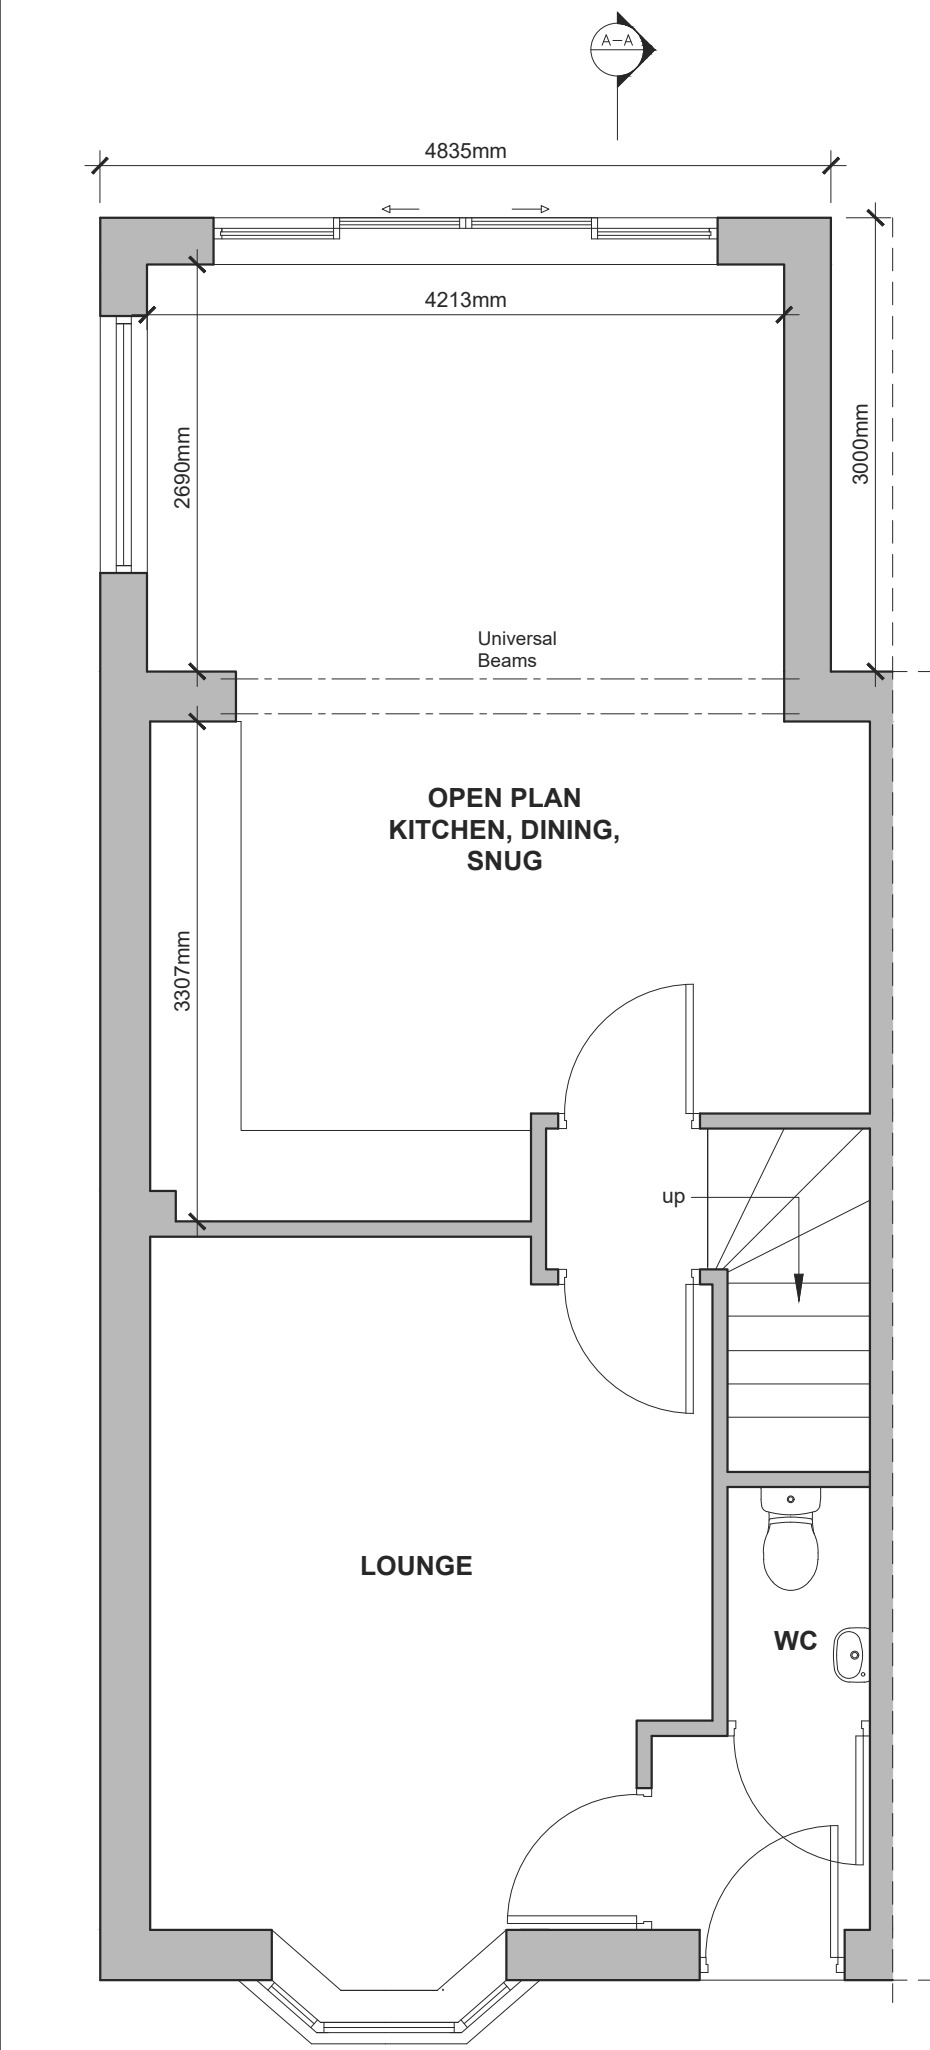 A-A
4835mm
4213mm
2690mm
3000mm
Universal
Beams
OPEN PLAN
KITCHEN, DINING,
SNUG
3307mm
up
LOUNGE
WC